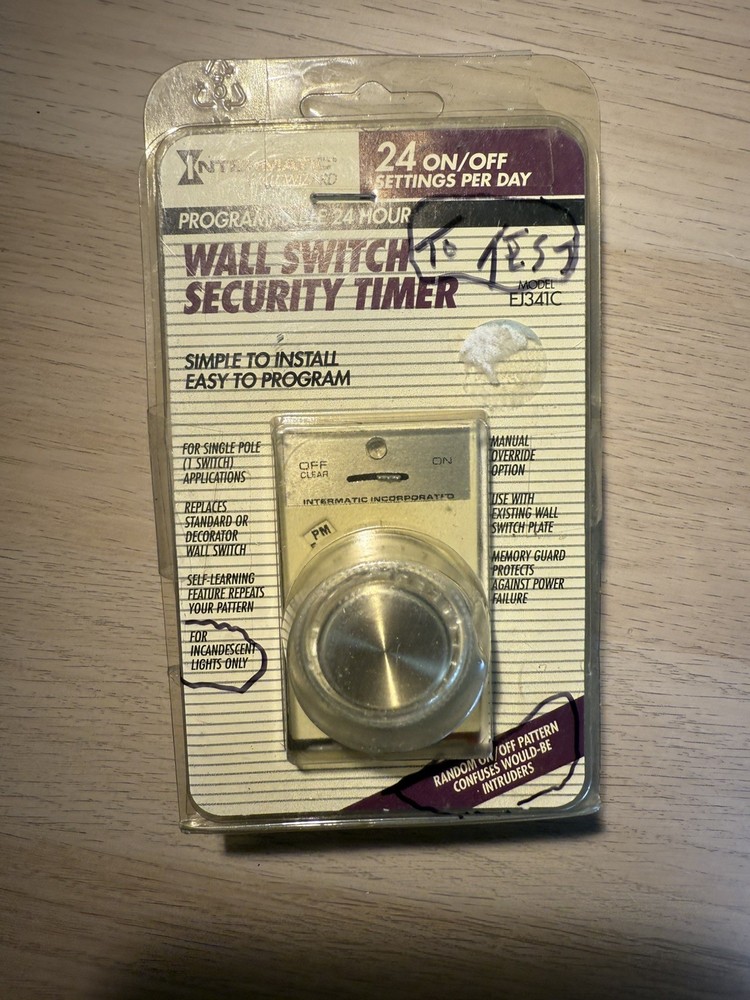 INTERMATIC
24 ON/OFF
SETTINGS PER DAY
PROGRAMMABLE 24 HOUR
TO TEST
WALL SWITCH
SECURITY TIMER
MODEL
EJ341C
SIMPLE TO INSTALL
EASY TO PROGRAM
FOR SINGLE POLE
(1 SWITCH)
APPLICATIONS
REPLACES
STANDARD OR
DECORATOR
WALL SWITCH
SELF-LEARNING
FEATURE REPEATS
YOUR PATTERN
FOR
INCANDESCENT
LIGHTS ONLY
OFF
CLEAR
ON
INTERMATIC INCORPORATED
PM
MANUAL
OVERRIDE
OPTION
USE WITH
EXISTING WALL
SWITCH PLATE
MEMORY GUARD
PROTECTS
AGAINST POWER
FAILURE
RANDOM ON/OFF PATTERN
CONFUSES WOULD-BE
INTRUDERS